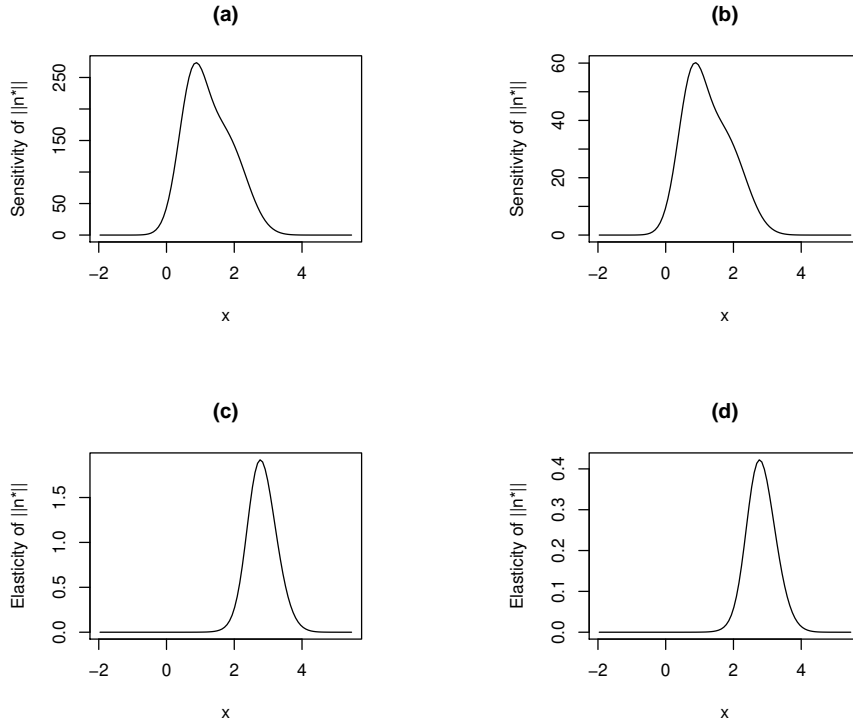 (a)
Sensitivity of ||n*||
0 50 150 250
−2 0 2 4
x
(b)
Sensitivity of ||n*||
0 20 40 60
−2 0 2 4
x
(c)
Elasticity of ||n*||
0.0 0.5 1.0 1.5
−2 0 2 4
x
(d)
Elasticity of ||n*||
0.0 0.1 0.2 0.3 0.4
−2 0 2 4
x